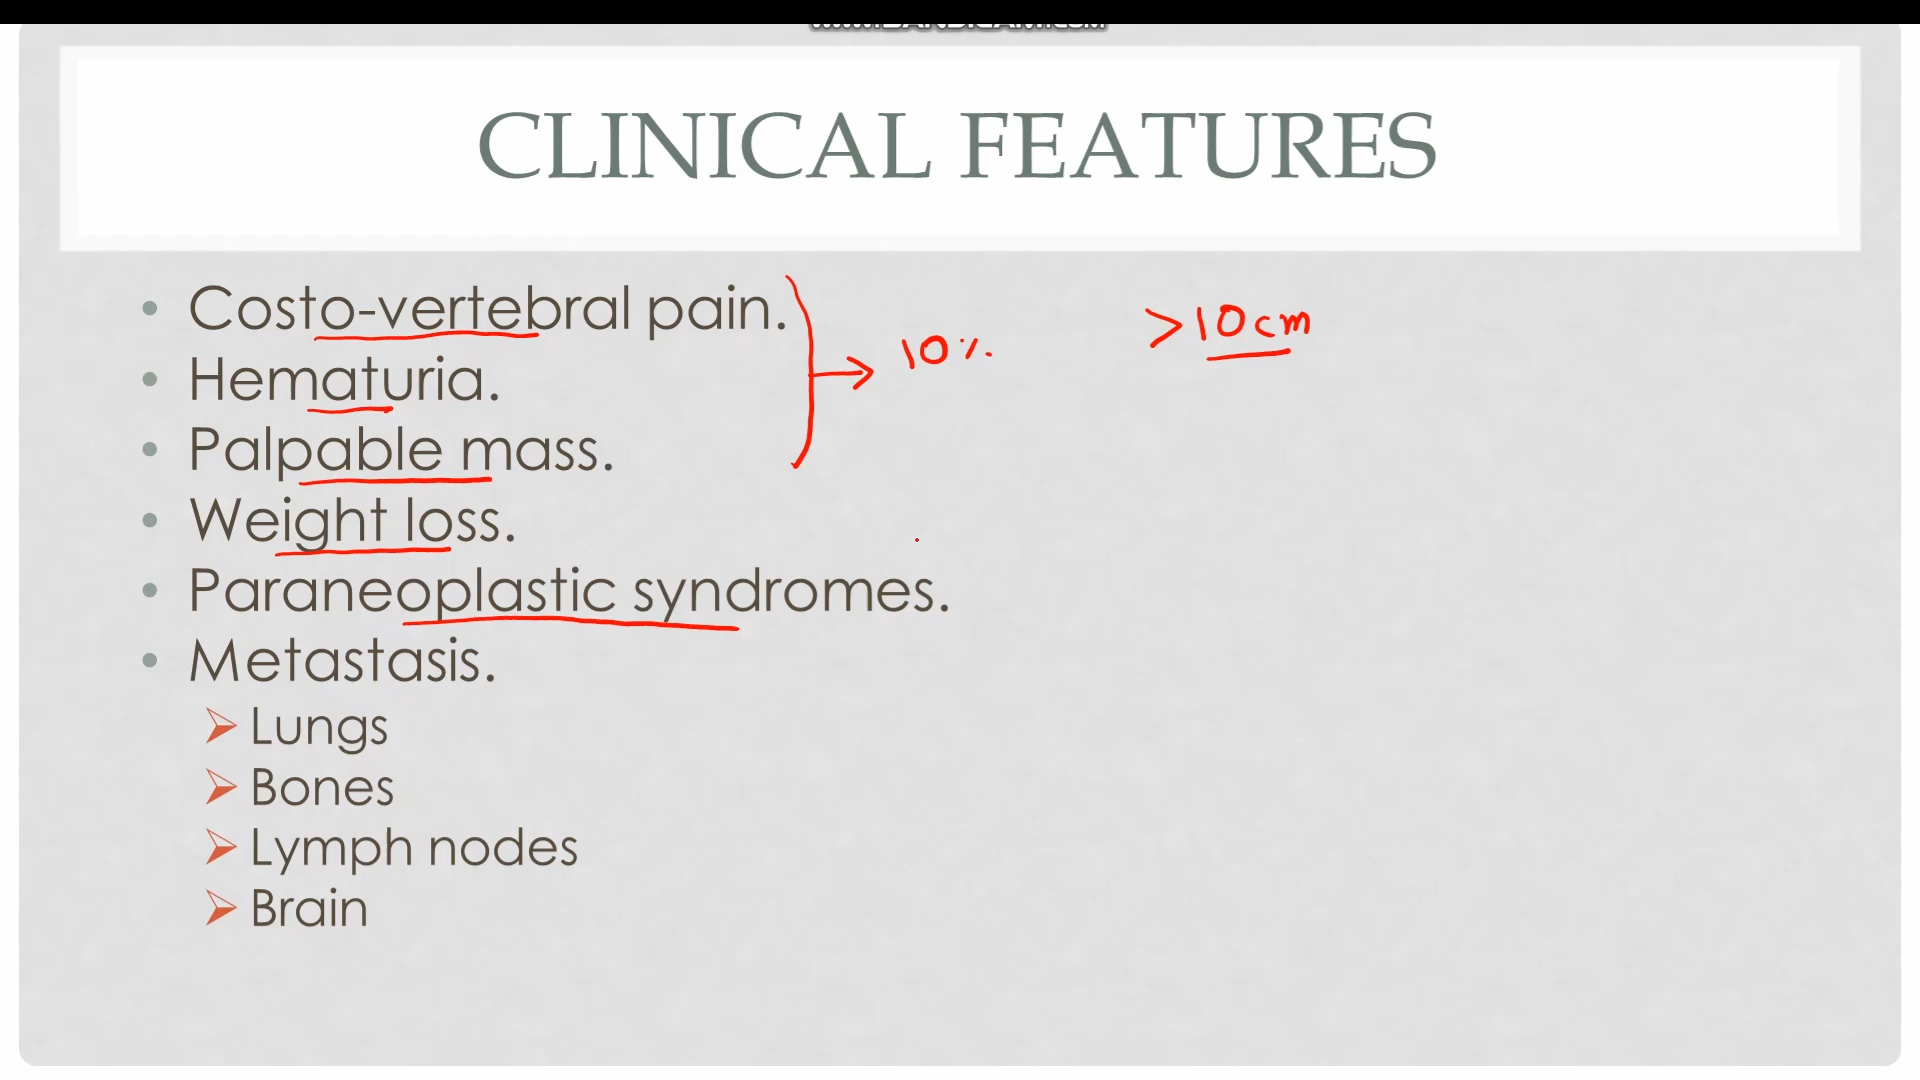 CLINICAL FEATURES
• Costo-vertebral pain.
• Hematuria.
• Palpable mass.
• Weight loss.
• Paraneoplastic syndromes.
• Metastasis.
Lungs
Bones
Lymph nodes
Brain
10%
>10cm